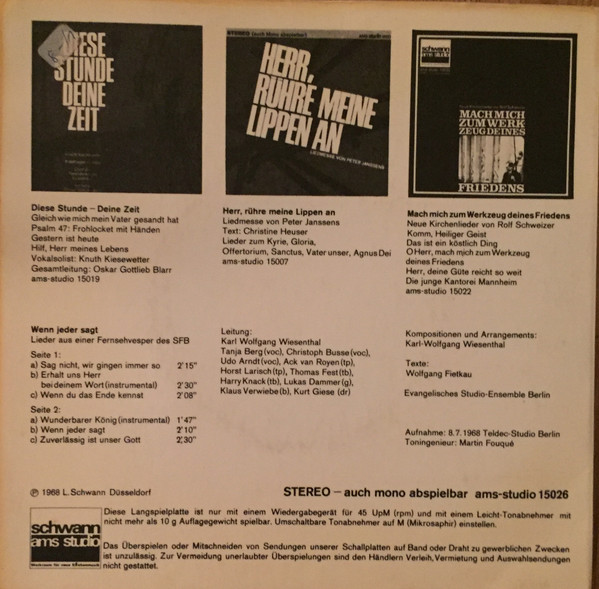 DIESE
STUNDE
DEINE
ZEIT
STEREO (auch Mono abspielbar)
HERR,
RÜHRE MEINE
LIPPEN AN
LIEDMESSE VON PETER JANSSENS
schwann
ams studio
MACH MICH
ZUM WERK
ZEUG DEINES
FRIEDENS
Diese Stunde – Deine Zeit
Gleich wie mich mein Vater gesandt hat
Psalm 47: Frohlocket mit Händen
Gestern ist heute
Hilf, Herr meines Lebens
Vokalsolist: Knuth Kiesewetter
Gesamtleitung: Oskar Gottlieb Blarr
ams-studio 15019
Herr, rühre meine Lippen an
Liedmesse von Peter Janssens
Text: Christine Heuser
Lieder zum Kyrie, Gloria,
Offertorium, Sanctus, Vater unser, Agnus Dei
ams-studio 15007
Mach mich zum Werkzeug deines Friedens
Neue Kirchenlieder von Rolf Schweizer
Komm, Heiliger Geist
Das ist ein köstlich Ding
O Herr, mach mich zum Werkzeug
deines Friedens
Herr, deine Güte reicht so weit
Die junge Kantorei Mannheim
ams-studio 15022
Wenn jeder sagt
Lieder aus einer Fernsehvesper des SFB
Seite 1:
a) Sag nicht, wir gingen immer so 2'15"
b) Erhalt uns Herr
bei deinem Wort (instrumental) 2'30"
c) Wenn du das Ende kennst 2'08"
Seite 2:
a) Wunderbarer König (instrumental) 1'47"
b) Wenn jeder sagt 2'10"
c) Zuverlässig ist unser Gott 2'30"
Leitung:
Karl Wolfgang Wiesenthal
Tanja Berg (voc), Christoph Busse (voc),
Udo Arndt (voc), Ack van Royen (tp),
Horst Larisch (tp), Thomas Fest (tb),
Harry Knack (tb), Lukas Dammer (g),
Klaus Verwiebe (b), Kurt Giese (dr)
Kompositionen und Arrangements:
Karl-Wolfgang Wiesenthal
Texte:
Wolfgang Fietkau
Evangelisches Studio-Ensemble Berlin
Aufnahme: 8.7.1968 Teldec-Studio Berlin
Toningenieur: Martin Fouqué
℗ 1968 L. Schwann Düsseldorf
STEREO – auch mono abspielbar ams-studio 15026
schwann
ams studio
Diese Langspielplatte ist nur mit einem Wiedergabegerät für 45 UpM (rpm) und mit einem Leicht-Tonabnehmer mit
nicht mehr als 10 g Auflagegewicht spielbar. Umschaltbare Tonabnehmer auf M (Mikrosaphir) einstellen.
Das Überspielen oder Mitschneiden von Sendungen unserer Schallplatten auf Band oder Draht zu gewerblichen Zwecken
ist unzulässig. Zur Vermeidung unerlaubter Überspielungen sind den Händlern Verleih, Vermietung und Auswahlsendungen
nicht gestattet.